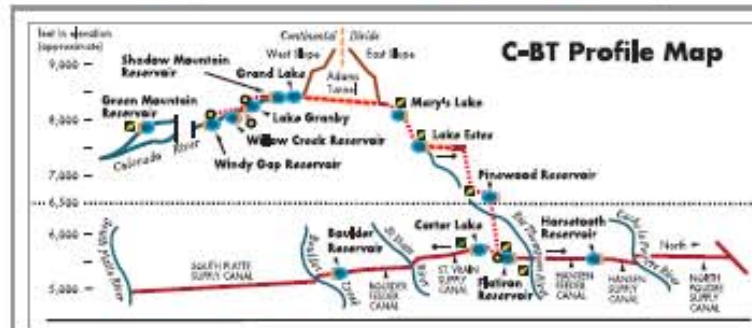 feet in elevation
(approximate)
Continental Divide
West Slope East Slope
C-BT Profile Map
9,000
Shadow Mountain
Reservoir
Grand Lake
Adams
Tunnel
Green Mountain
Reservoir
Mary's Lake
8,000
Lake Granby
Willow Creek Reservoir
Lake Estes
Colorado River
Windy Gap Reservoir
7,000
Pinewood Reservoir
6,500
South Platte River
Boulder Creek
Boulder
Reservoir
St. Vrain
River
Carter Lake
Big Thompson River
Horsetooth
Reservoir
Cache la Poudre River
North
6,000
SOUTH PLATTE
SUPPLY CANAL
BOULDER
FEEDER
CANAL
ST. VRAIN
SUPPLY
CANAL
Flatiron
Reservoir
HANSEN
FEEDER
CANAL
HANSEN
SUPPLY
CANAL
NORTH
POUDRE
SUPPLY
CANAL
5,000